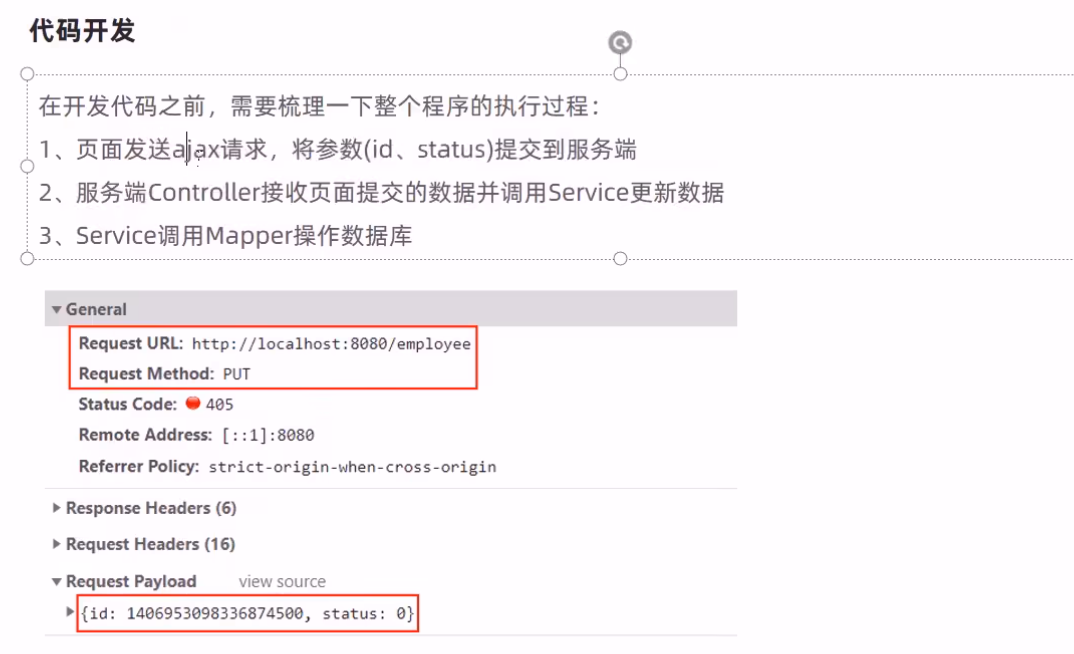 代码开发
在开发代码之前，需要梳理一下整个程序的执行过程：
1、页面发送ajax请求，将参数(id、status)提交到服务端
2、服务端Controller接收页面提交的数据并调用Service更新数据
3、Service调用Mapper操作数据库
General
Request URL: http://localhost:8080/employee
Request Method: PUT
Status Code: 405
Remote Address: [::1]:8080
Referrer Policy: strict-origin-when-cross-origin
Response Headers (6)
Request Headers (16)
Request Payload view source
{id: 1406953098336874500, status: 0}